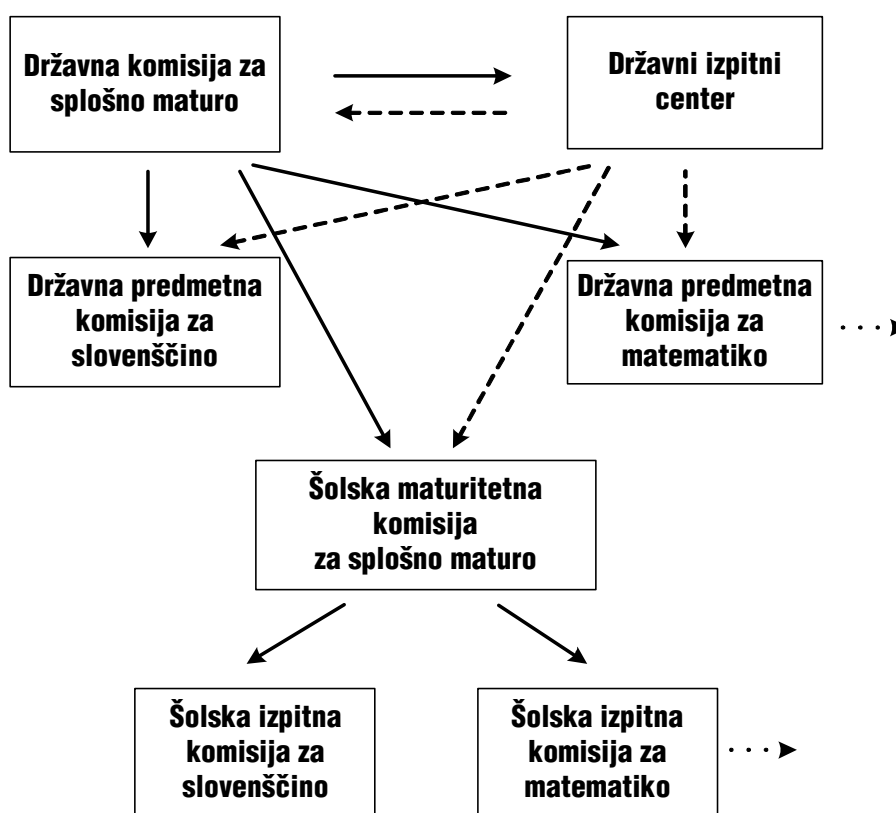 Državna komisija za
splošno maturo
Državni izpitni
center
Državna predmetna
komisija za
slovenščino
Državna predmetna
komisija za
matematiko
Šolska maturitetna
komisija
za splošno maturo
Šolska izpitna
komisija za
slovenščino
Šolska izpitna
komisija za
matematiko